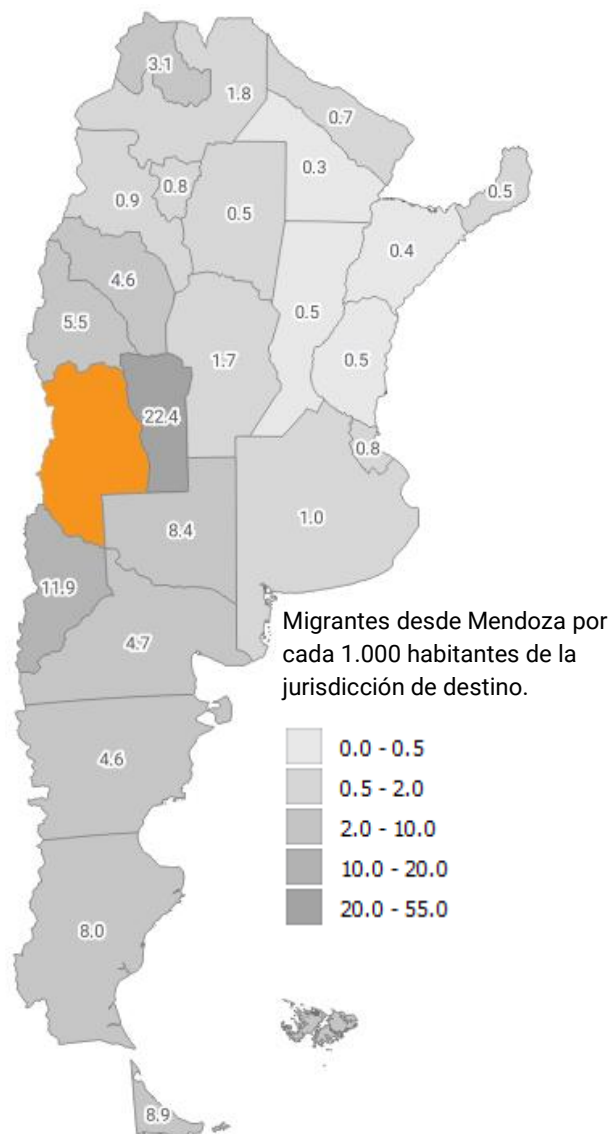 3.1
1.8
0.7
0.3
0.8
0.5
0.9
0.5
0.4
4.6
0.5
5.5
1.7
0.5
22.4
0.8
8.4
1.0
11.9
Migrantes desde Mendoza por
cada 1.000 habitantes de la
jurisdicción de destino.
4.7
0.0 - 0.5
4.6
0.5 - 2.0
2.0 - 10.0
10.0 - 20.0
20.0 - 55.0
8.0
8.9